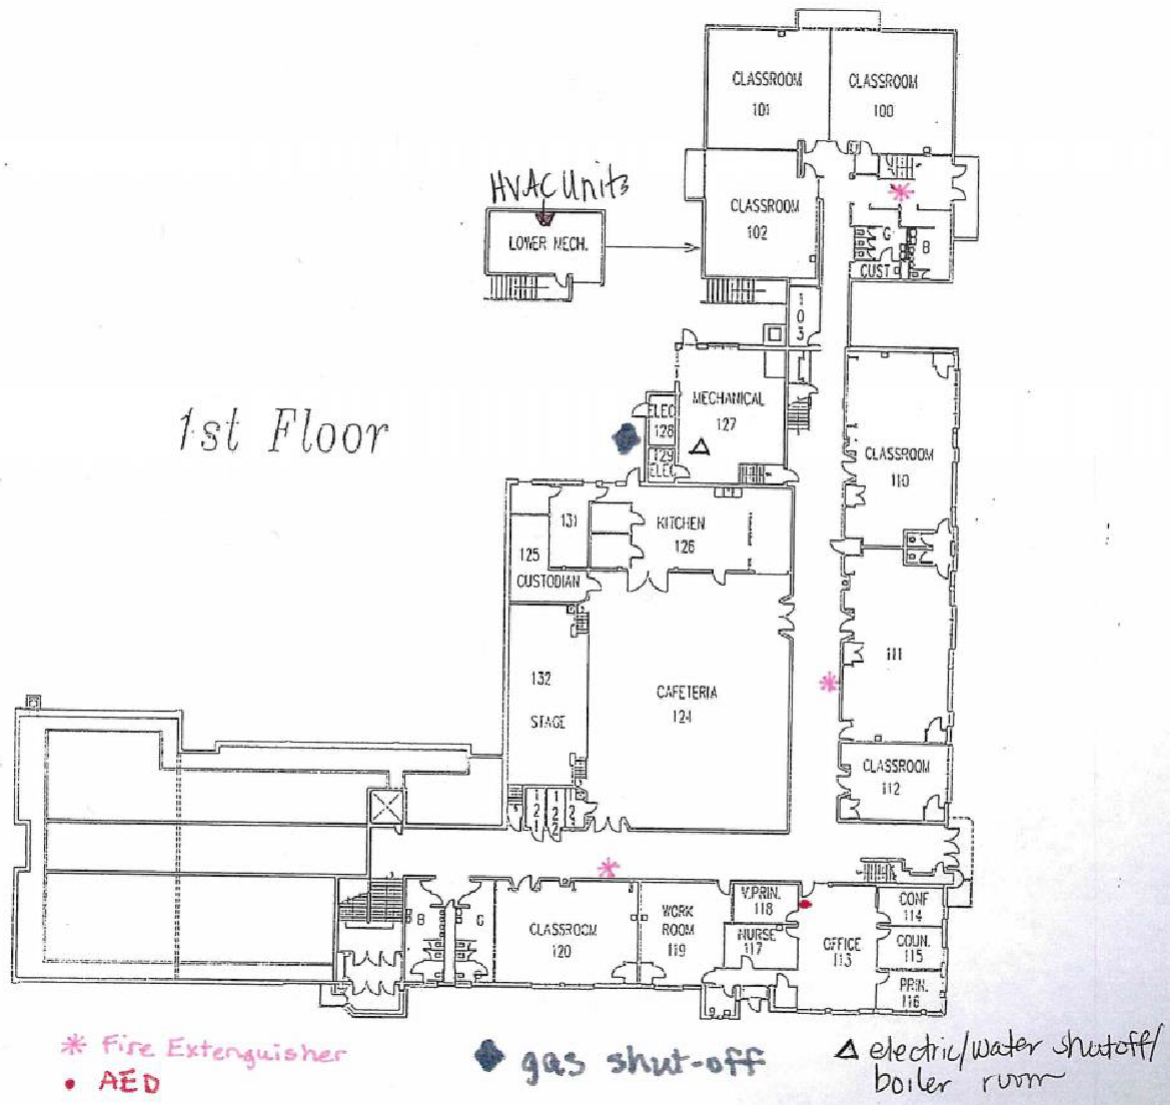 CLASSROOM
101
CLASSROOM
100
HVAC Units
LOWER MECH.
CLASSROOM
102
G
B
CUST
103
1st Floor
MECHANICAL
127
ELEC
128
129
ELEC
CLASSROOM
110
131
KITCHEN
126
125
CUSTODIAN
111
132
STAGE
CAFETERIA
124
CLASSROOM
112
121
122
B
G
CLASSROOM
120
WORK
ROOM
119
V.PRIN.
118
NURSE
117
OFFICE
113
CONF
114
COUN.
115
PRIN.
116
Fire Extenguisher
AED
gas shut-off
electric/water shutoff/
boiler room